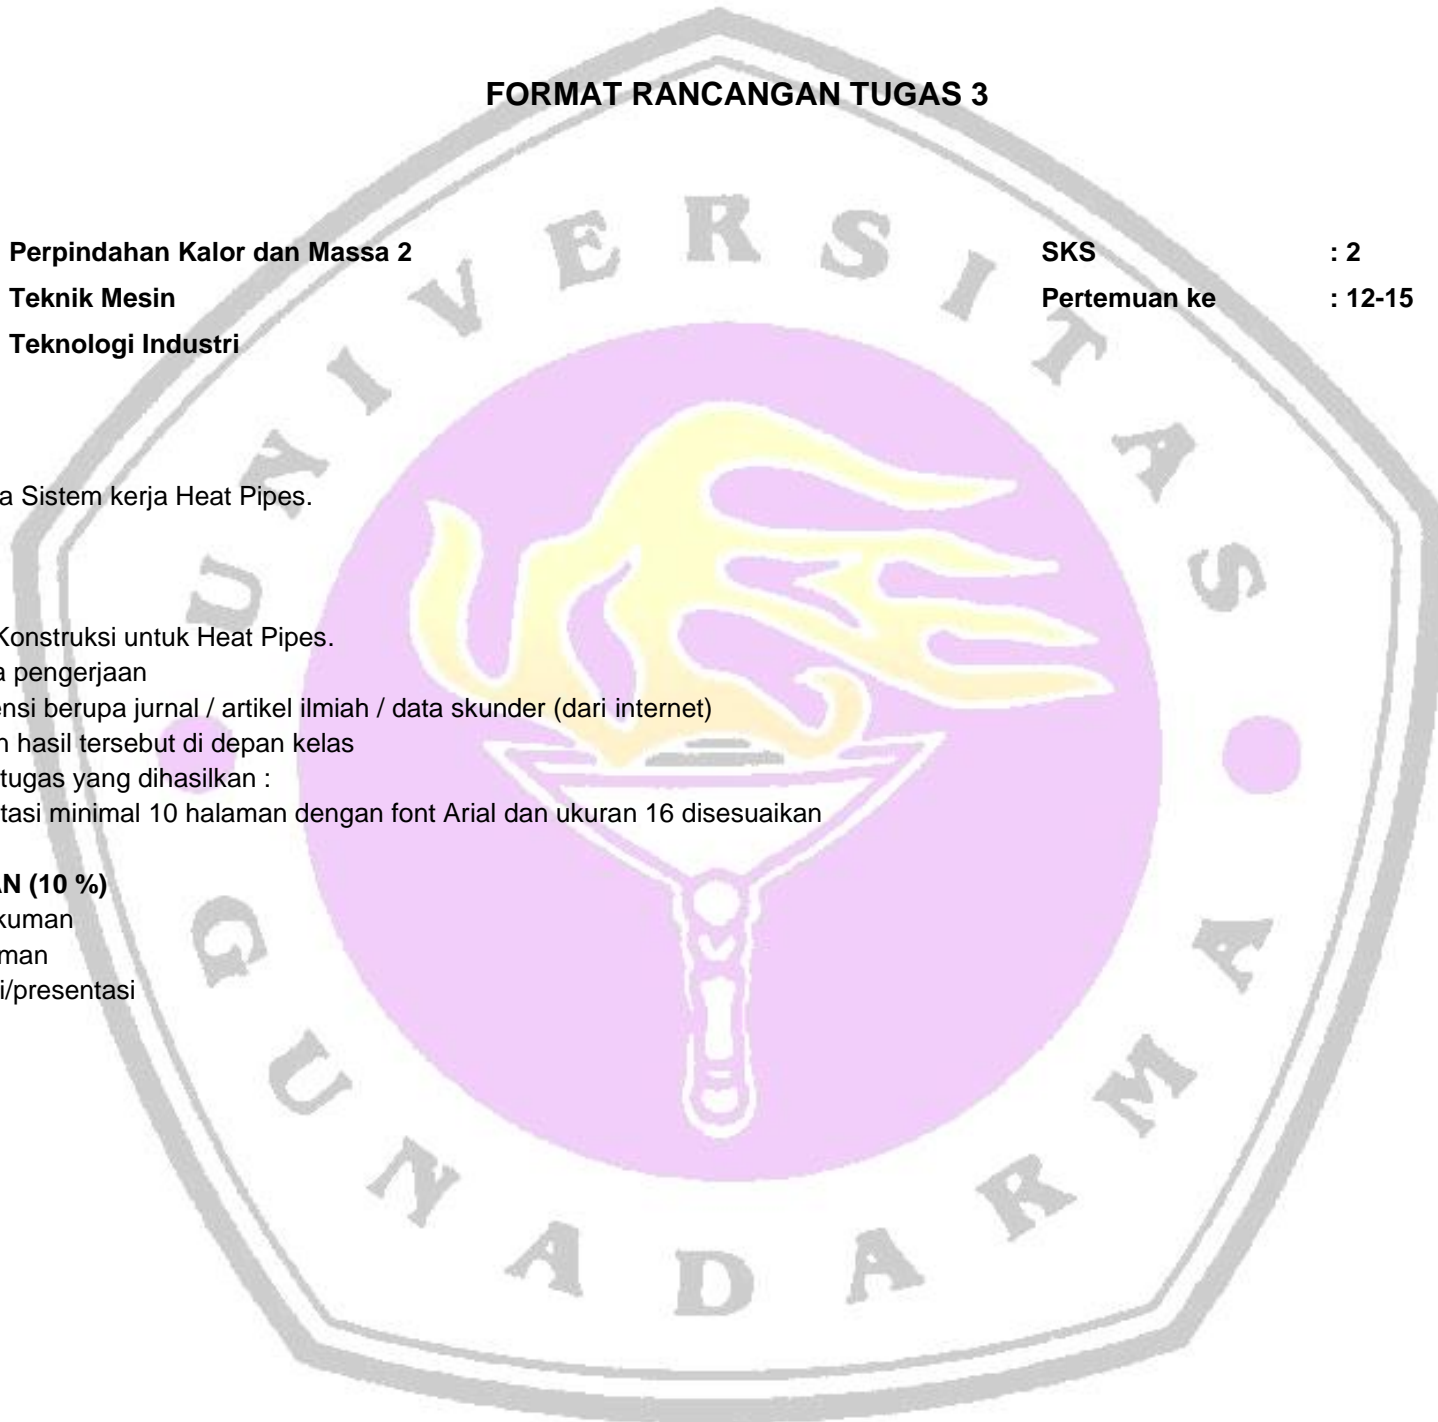 FORMAT RANCANGAN TUGAS 3
Perpindahan Kalor dan Massa 2 SKS : 2
Teknik Mesin Pertemuan ke : 12-15
Teknologi Industri
a Sistem kerja Heat Pipes.
Konstruksi untuk Heat Pipes.
a pengerjaan
ensi berupa jurnal / artikel ilmiah / data skunder (dari internet)
n hasil tersebut di depan kelas
tugas yang dihasilkan :
tasi minimal 10 halaman dengan font Arial dan ukuran 16 disesuaikan
AN (10 %)
kuman
man
i/presentasi
UNIVERSITAS
GUNADARMA